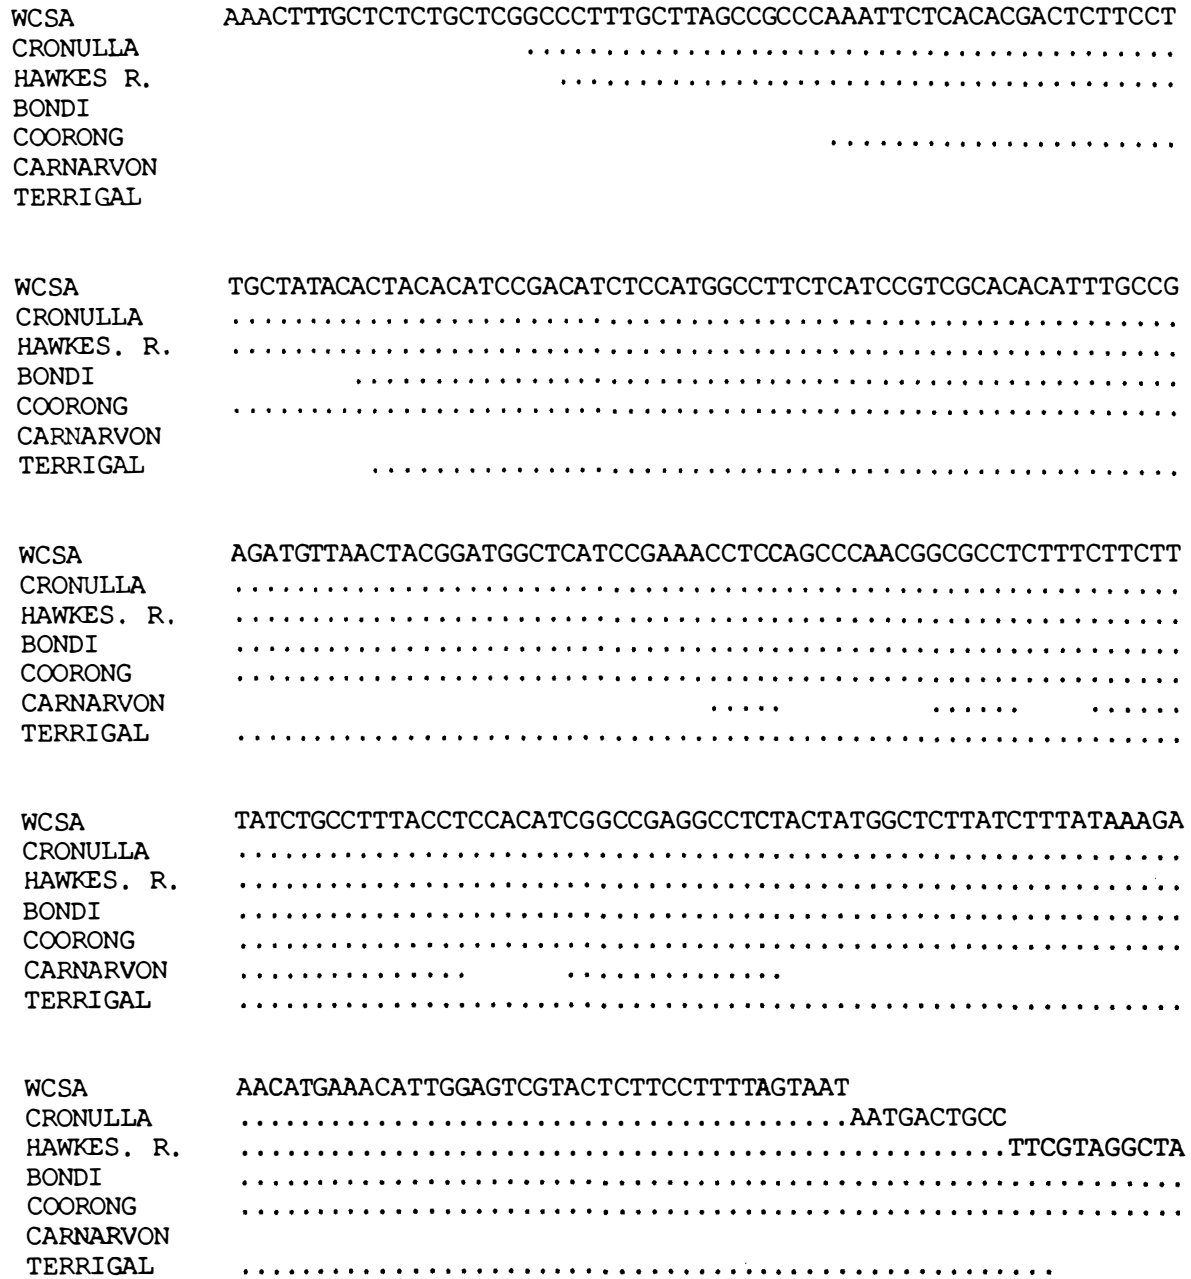 WCSA AAACTTTGCTCTCTGCTCGGCCCTTTGCTTAGCCGCCCAAATTCTCACACGACTCTTCCT
CRONULLA .........................................
HAWKES R. .......................................
BONDI
COORONG ......................
CARNARVON
TERRIGAL
WCSA TGCTATACACTACACATCCGACATCTCCATGGCCTTCTCATCCGTCGCACACATTTGCCG
CRONULLA ............................................................
HAWKES. R. ............................................................
BONDI ....................................................
COORONG ............................................................
CARNARVON
TERRIGAL ...................................................
WCSA AGATGTTAACTACGGATGGCTCATCCGAAACCTCCAGCCCAACGGCGCCTCTTTCTTCTT
CRONULLA ............................................................
HAWKES. R. ............................................................
BONDI ............................................................
COORONG ............................................................
CARNARVON ..... ...... ......
TERRIGAL ............................................................
WCSA TATCTGCCTTTACCTCCACATCGGCCGAGGCCTCTACTATGGCTCTTATCTTTATAAAGA
CRONULLA ............................................................
HAWKES. R. ............................................................
BONDI ............................................................
COORONG ............................................................
CARNARVON ............... ..............
TERRIGAL ............................................................
WCSA AACATGAAACATTGGAGTCGTACTCTTCCTTTTAGTAAT
CRONULLA .......................................AATGACTGCC
HAWKES. R. .................................................TTCGTAGGCTA
BONDI ............................................................
COORONG ............................................................
CARNARVON
TERRIGAL ....................................................